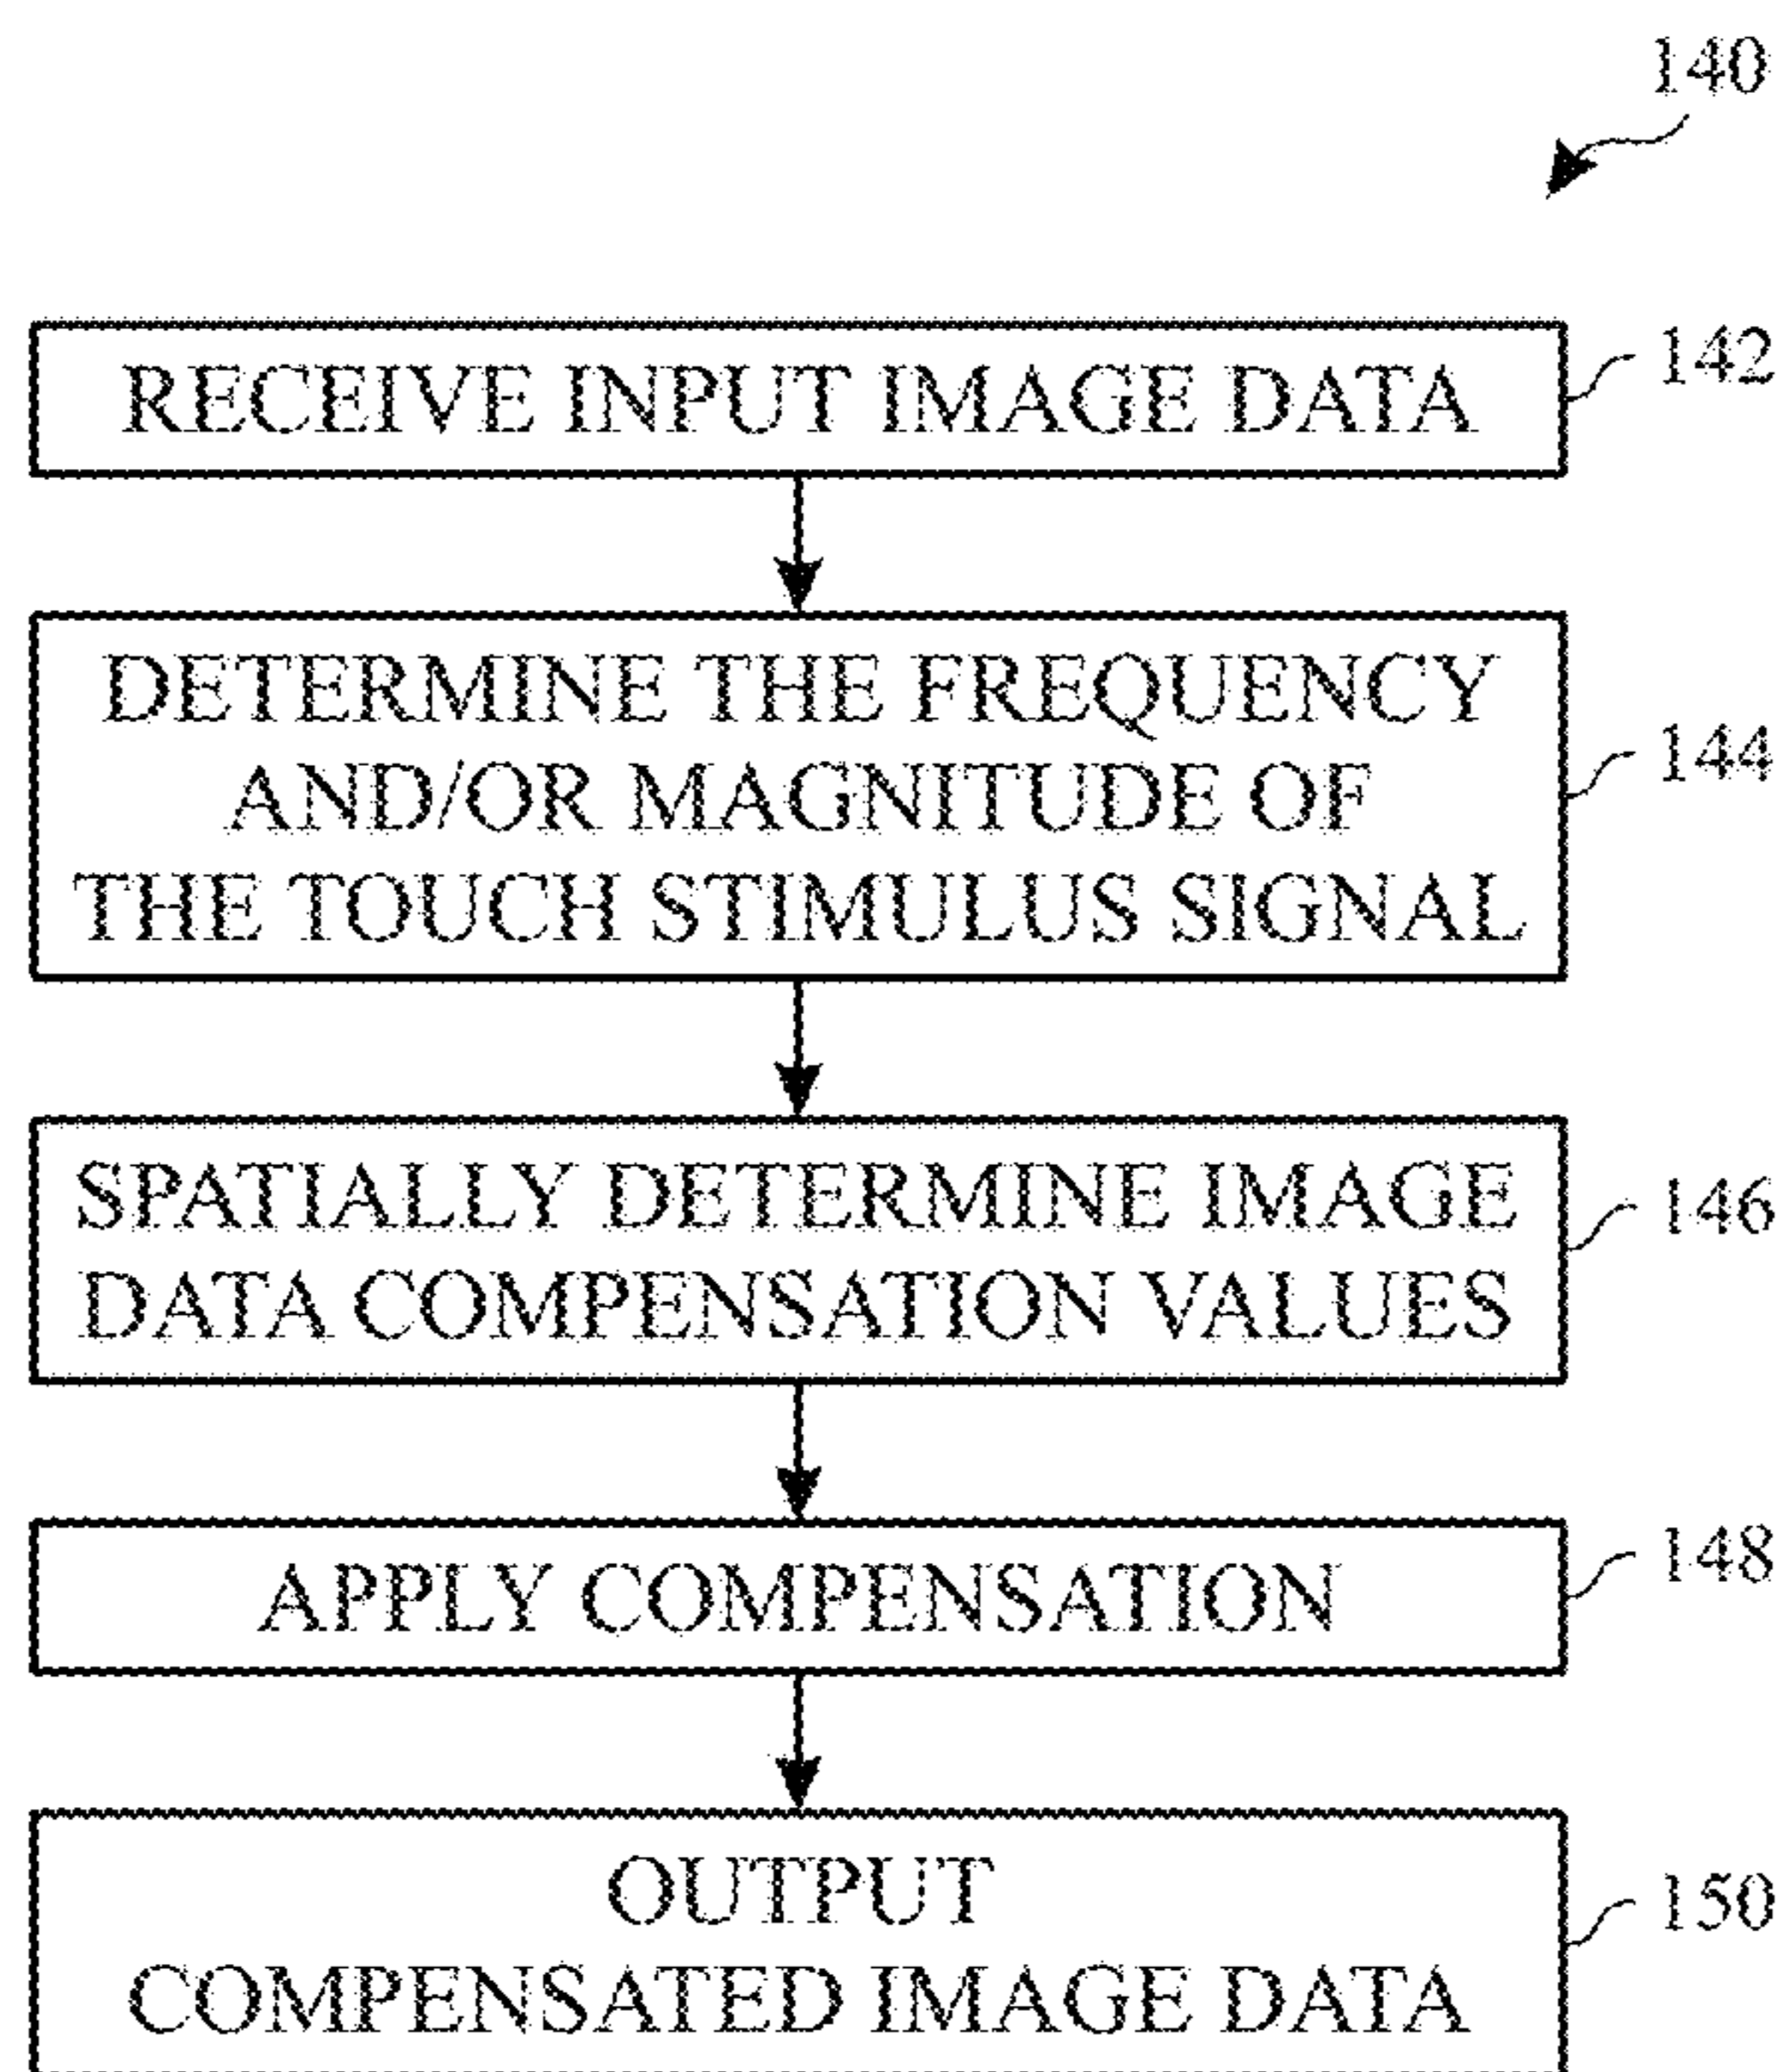 140
RECEIVE INPUT IMAGE DATA
142
DETERMINE THE FREQUENCY
AND/OR MAGNITUDE OF
THE TOUCH STIMULUS SIGNAL
144
SPATIALLY DETERMINE IMAGE
DATA COMPENSATION VALUES
146
APPLY COMPENSATION
148
OUTPUT
COMPENSATED IMAGE DATA
150